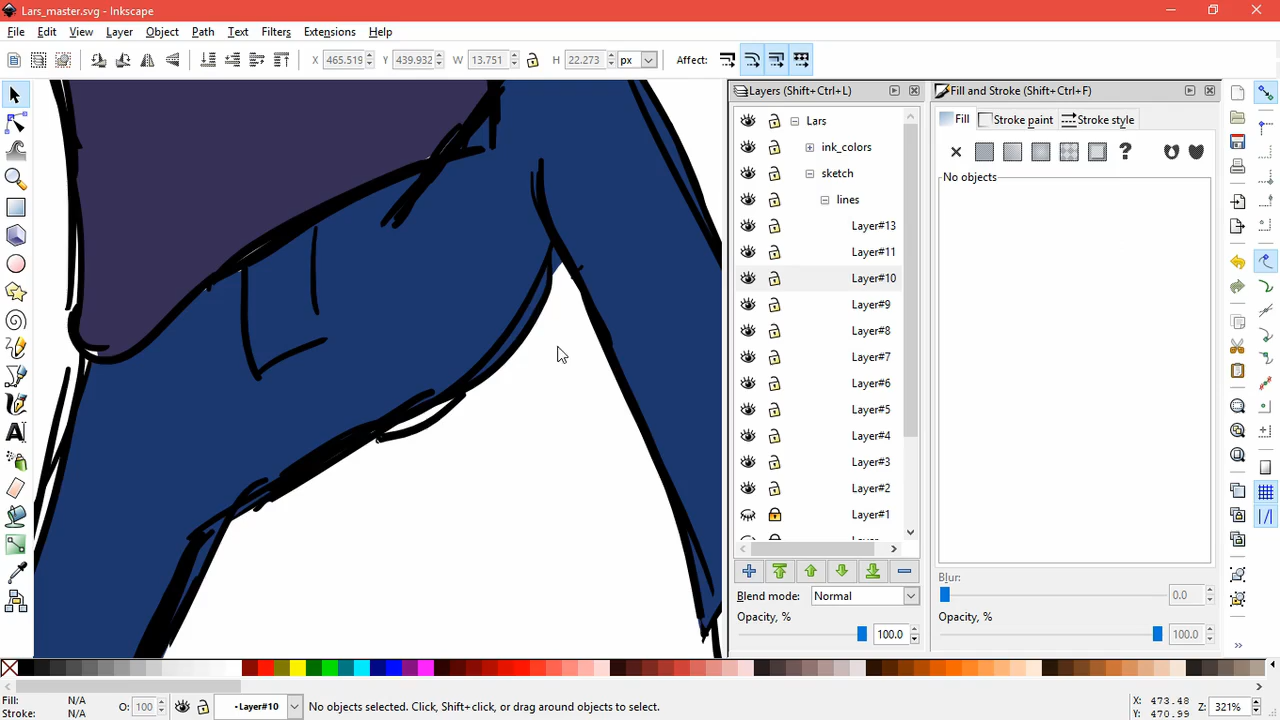 Lars_master.svg - Inkscape
File Edit View Layer Object Path Filters Text Extensions Help
X 465.519 Y 439.932 W 13.751 H 22.273 px Affect:
Layers (Shift+Ctrl+L)
Fill and Stroke (Shift+Ctrl+F)
Lars
Fill Stroke paint Stroke style
ink_colors
sketch
No objects
lines
Layer#13
Layer#11
Layer#10
Layer#9
Layer#8
Layer#7
Layer#6
Layer#5
Layer#4
Layer#3
Layer#2
Layer#1
Blur:
0.0
Blend mode: Normal
Opacity, %
100.0
Opacity, %
100.0
Fill: N/A
Stroke: N/A
O: 100
Layer#10
No objects selected. Click, Shift+click, or drag around objects to select.
X: 473.48
Y: 470.99
Z: 321%